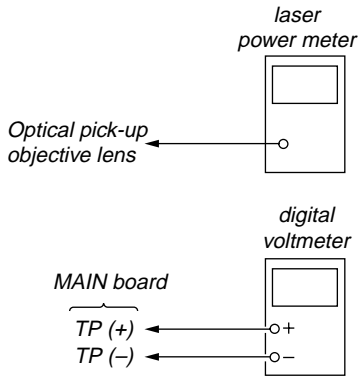 laser
power meter
Optical pick-up
objective lens
digital
voltmeter
MAIN board
TP (+)
+
TP (–)
–